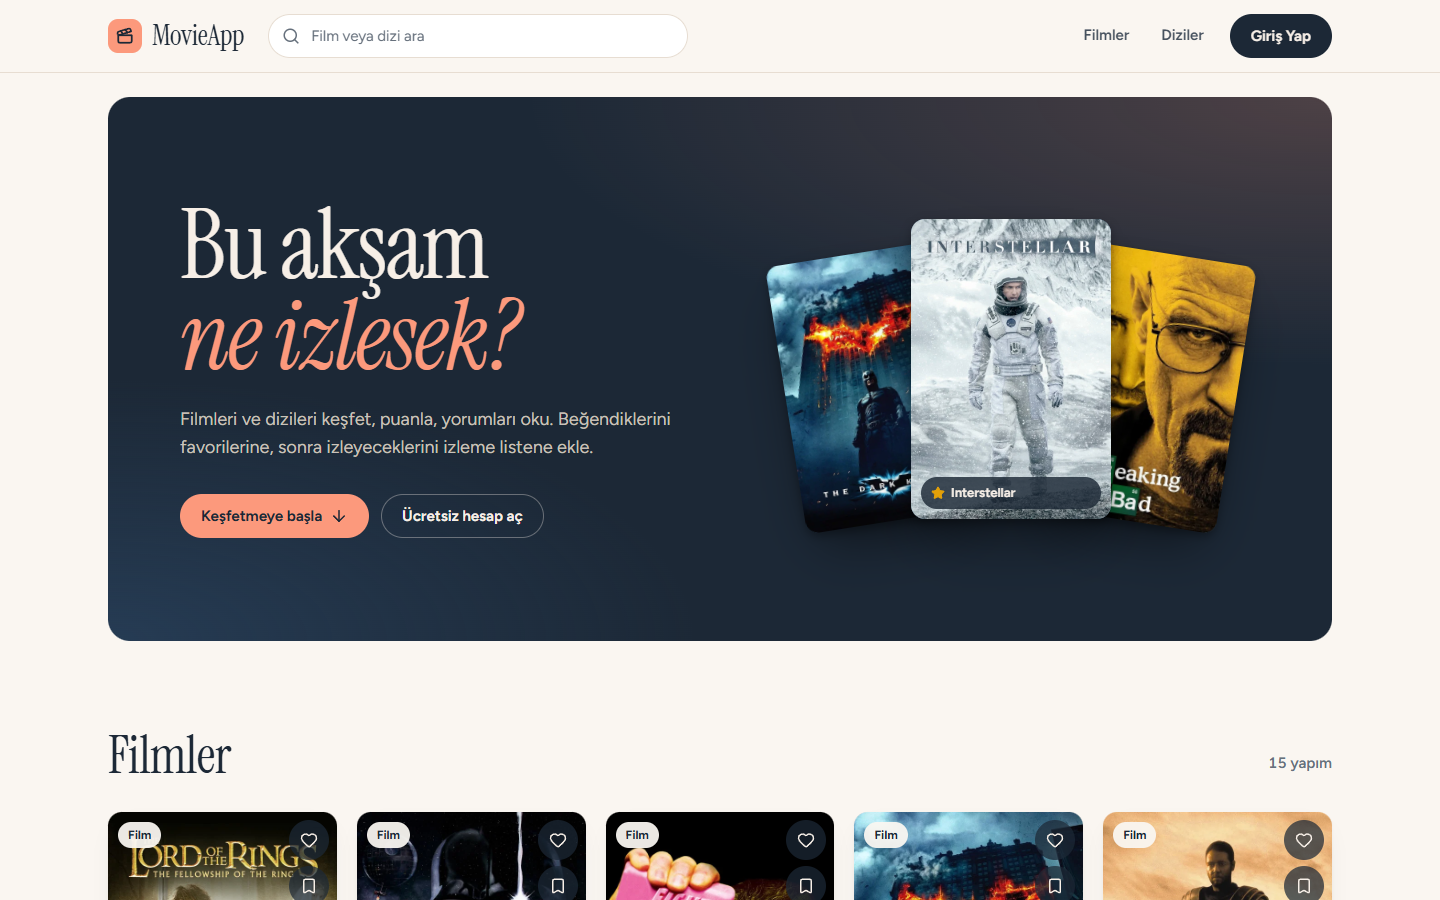 MovieApp
Film veya dizi ara
Filmler
Diziler
Giriş Yap
Bu akşam
ne izlesek?
Filmleri ve dizileri keşfet, puanla, yorumları oku. Beğendiklerini
favorilerine, sonra izleyeceklerini izleme listene ekle.
Keşfetmeye başla
Ücretsiz hesap aç
THE DARK K
INTERSTELLAR
Interstellar
eaking
Bad
Filmler
15 yapım
Film
LORD OF THE RINGS
THE FELLOWSHIP OF THE RING
Film
Film
Film
Film